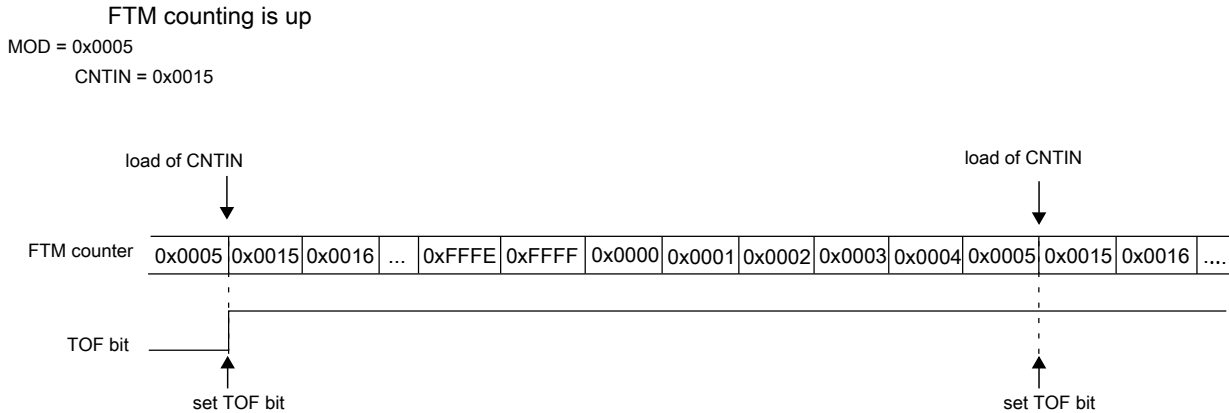 FTM counting is up
MOD = 0x0005
CNTIN = 0x0015
load of CNTIN load of CNTIN
FTM counter 0x0005 0x0015 0x0016 ... 0xFFFE 0xFFFF 0x0000 0x0001 0x0002 0x0003 0x0004 0x0005 0x0015 0x0016 ....
TOF bit
set TOF bit set TOF bit